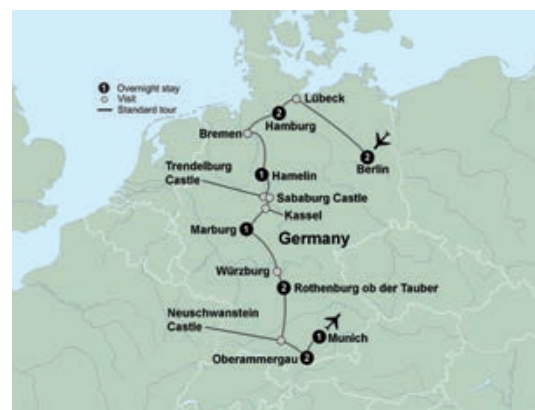 1 Overnight stay
Visit
Standard tour
Lübeck
2
Hamburg
Bremen
2
Berlin
Trendelburg
Castle
1
Hamelin
Sababurg Castle
Kassel
Marburg 1
Germany
Würzburg
2 Rothenburg ob der Tauber
Neuschwanstein
Castle
1
Munich
Oberammergau 2